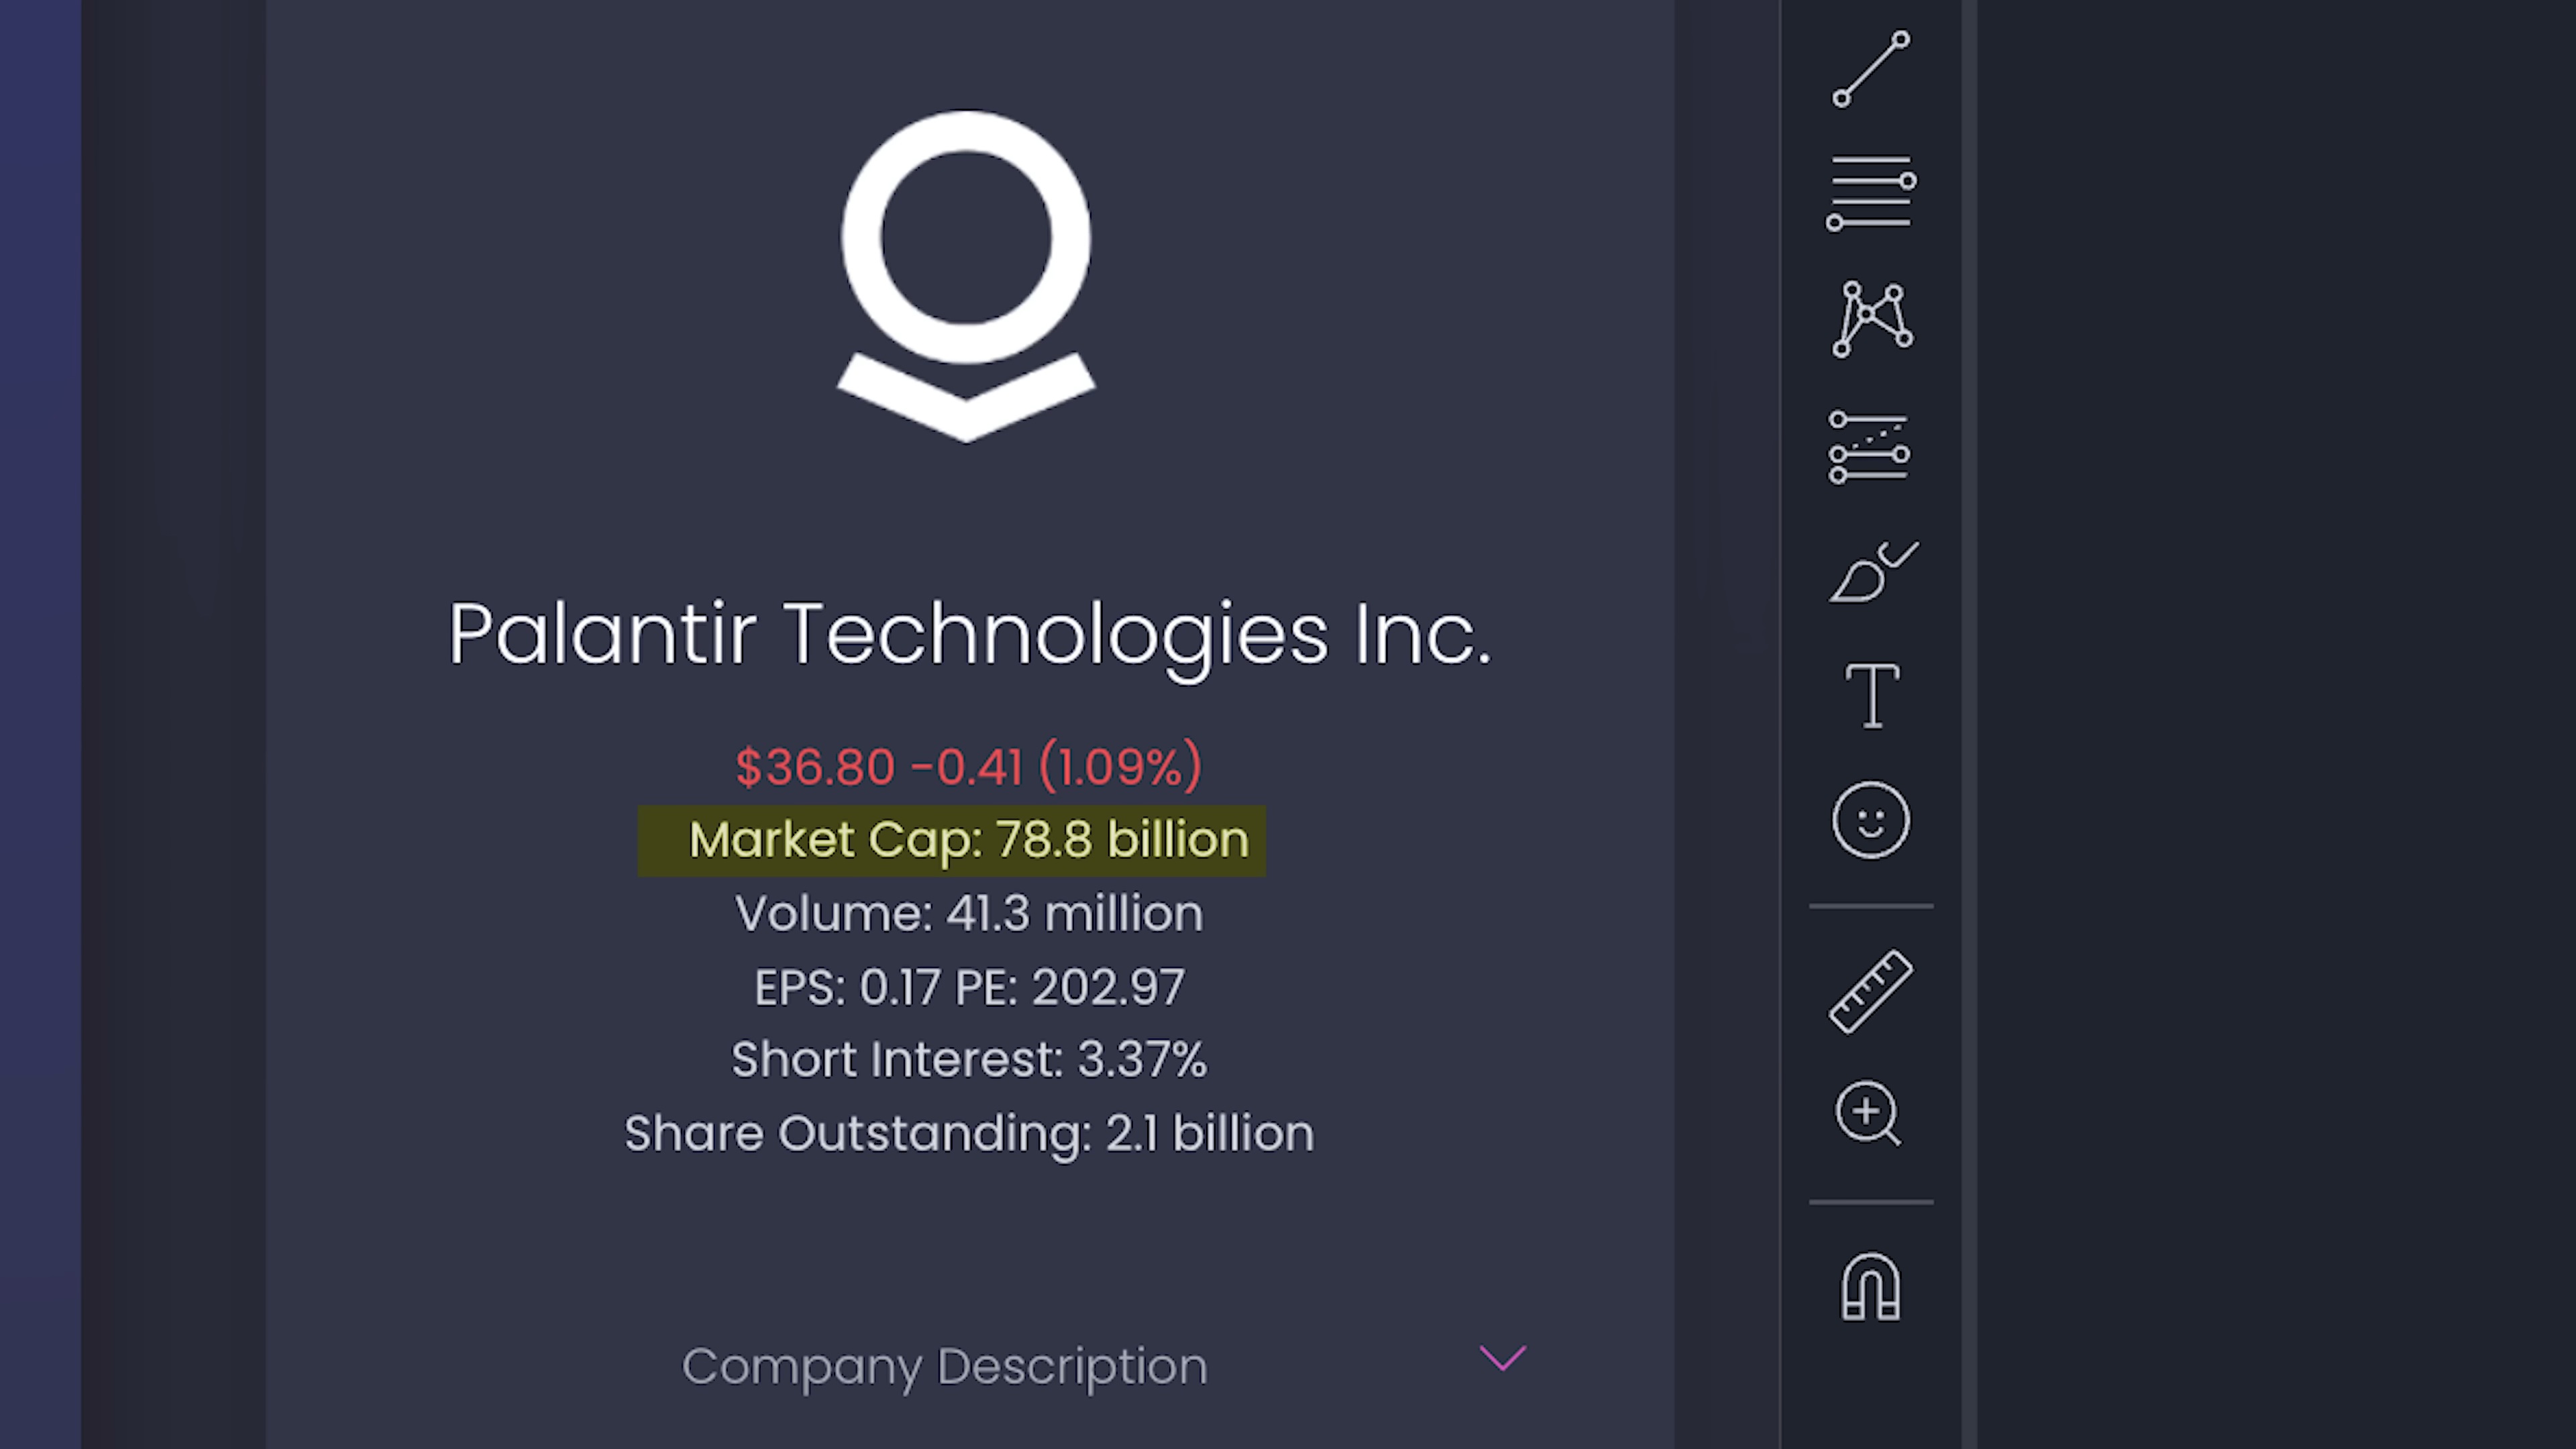 Palantir Technologies Inc.
$36.80 -0.41 (1.09%)
Market Cap: 78.8 billion
Volume: 41.3 million
EPS: 0.17 PE: 202.97
Short Interest: 3.37%
Share Outstanding: 2.1 billion
Company Description